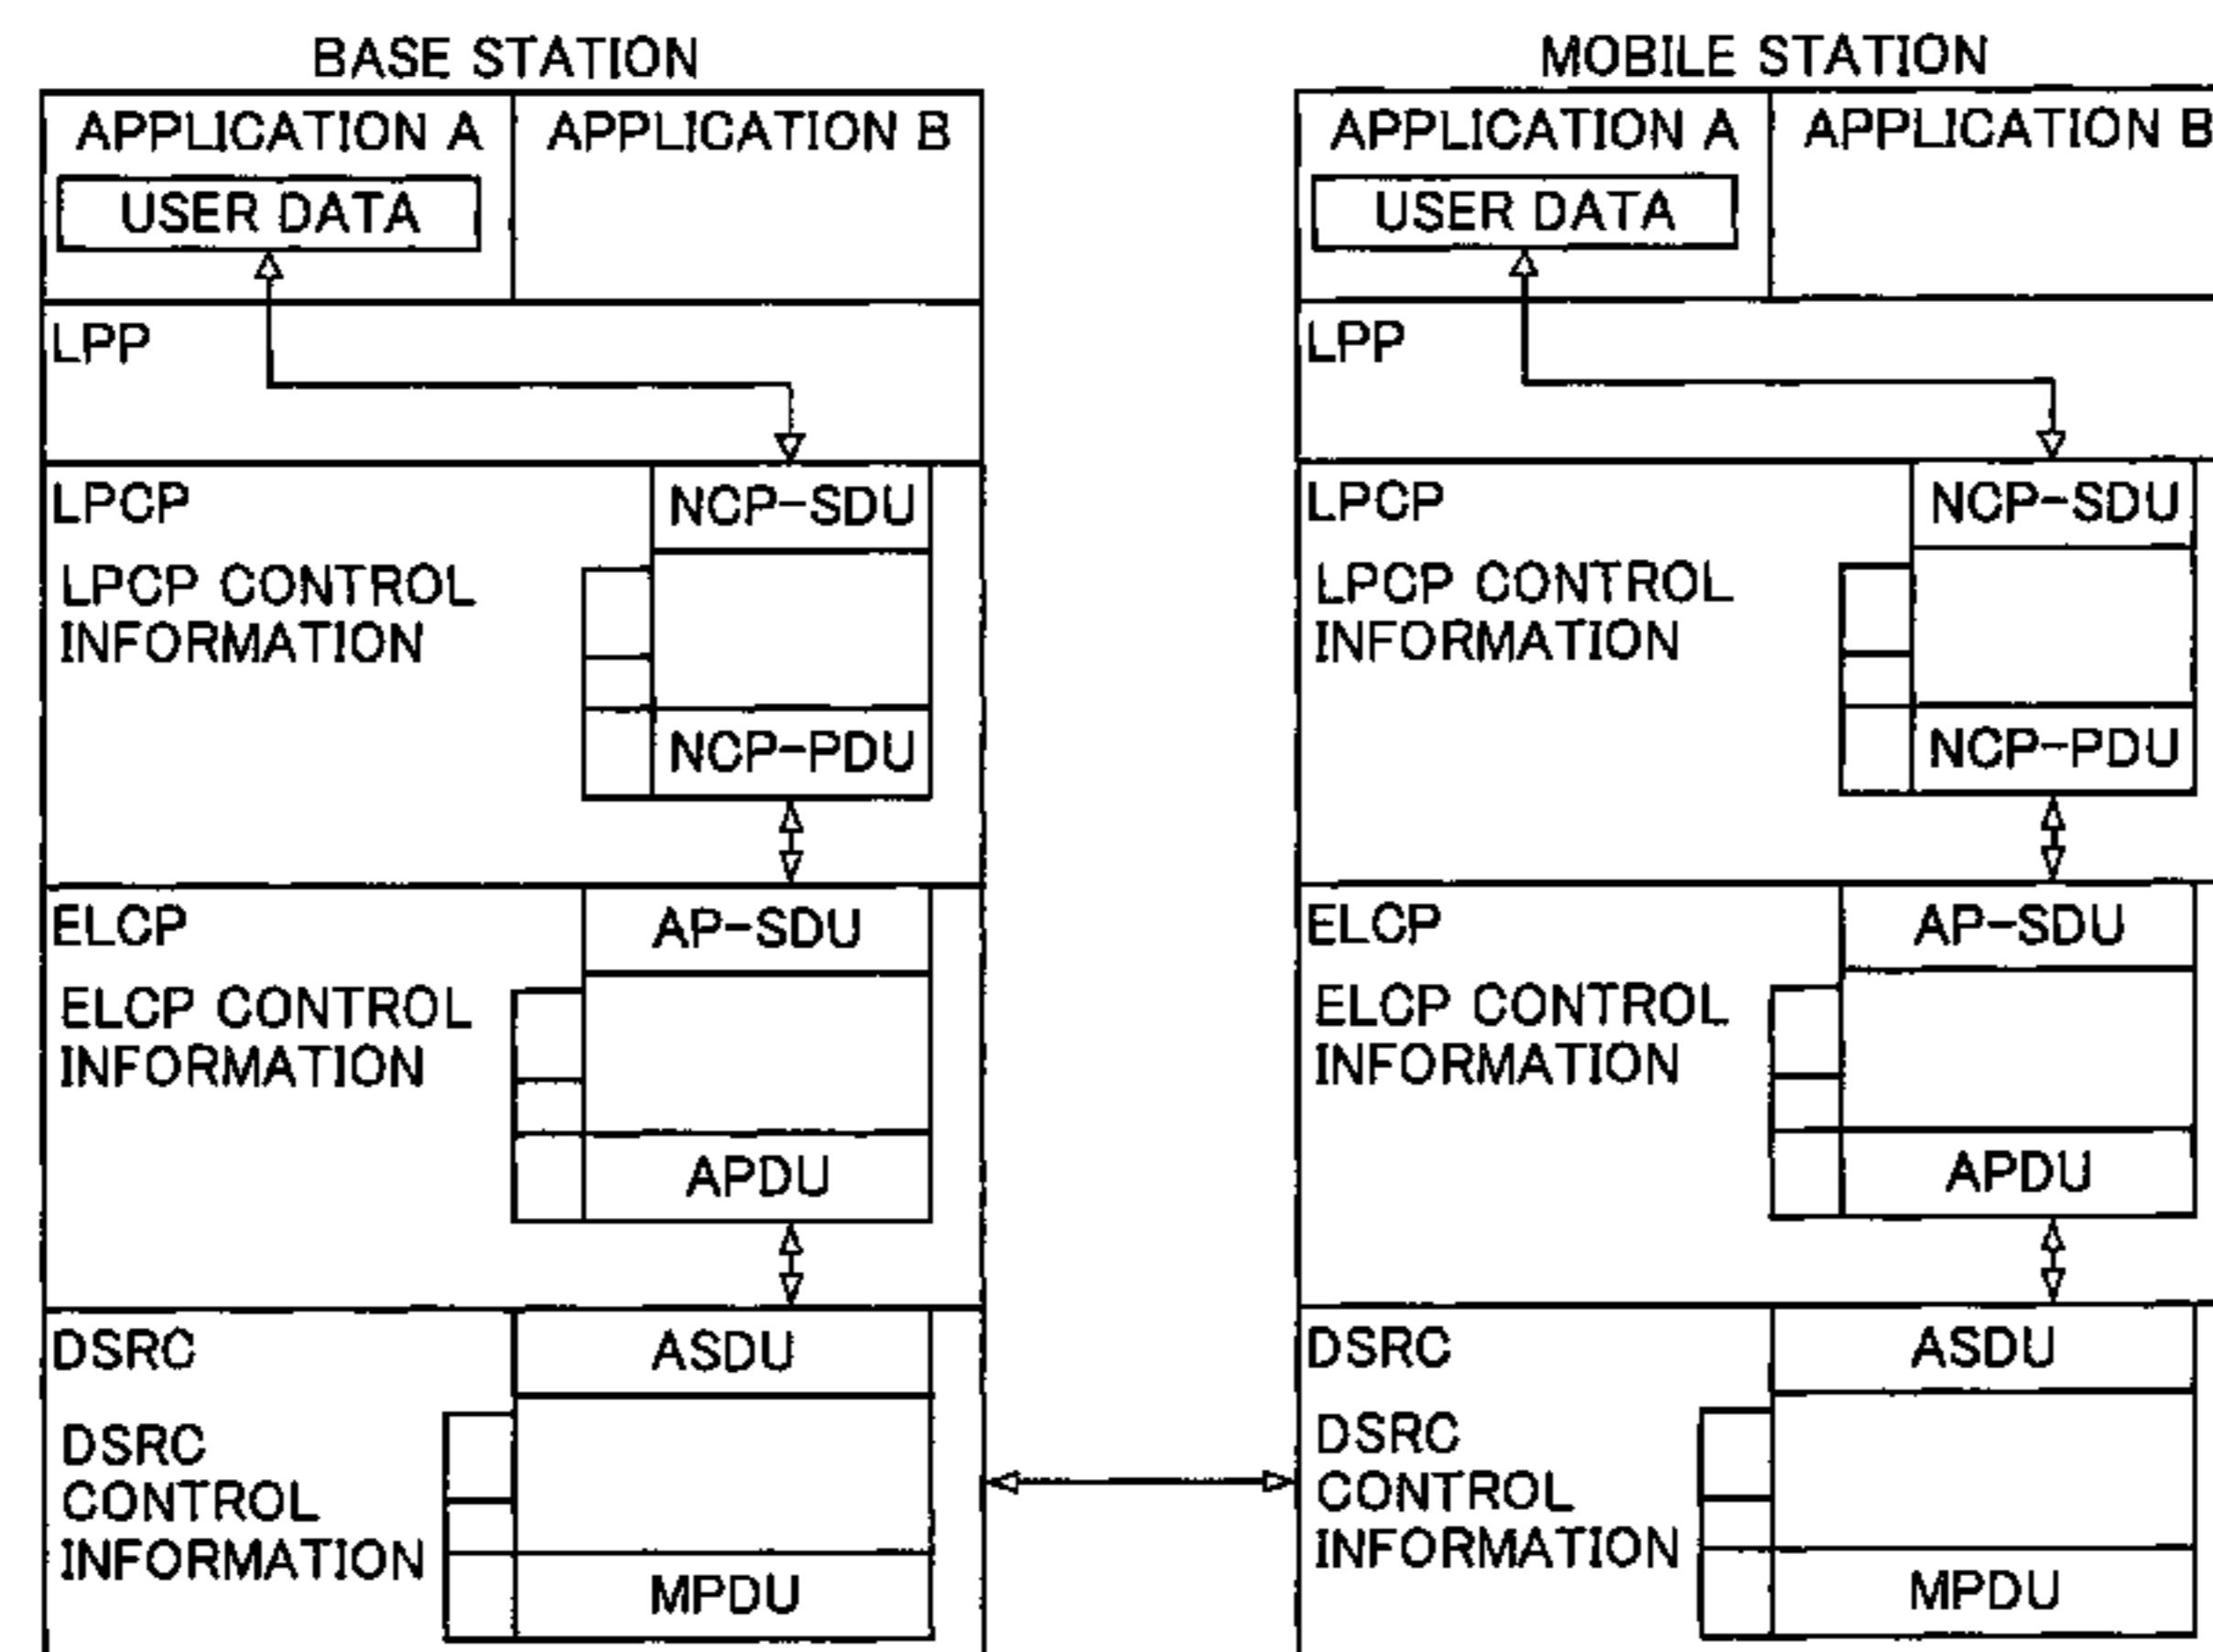 BASE STATION
APPLICATION A
APPLICATION B
USER DATA
LPP
LPCP
NCP-SDU
LPCP CONTROL
INFORMATION
NCP-PDU
ELCP
AP-SDU
ELCP CONTROL
INFORMATION
APDU
DSRC
ASDU
DSRC
CONTROL
INFORMATION
MPDU
MOBILE STATION
APPLICATION A
APPLICATION B
USER DATA
LPP
LPCP
NCP-SDU
LPCP CONTROL
INFORMATION
NCP-PDU
ELCP
AP-SDU
ELCP CONTROL
INFORMATION
APDU
DSRC
ASDU
DSRC
CONTROL
INFORMATION
MPDU